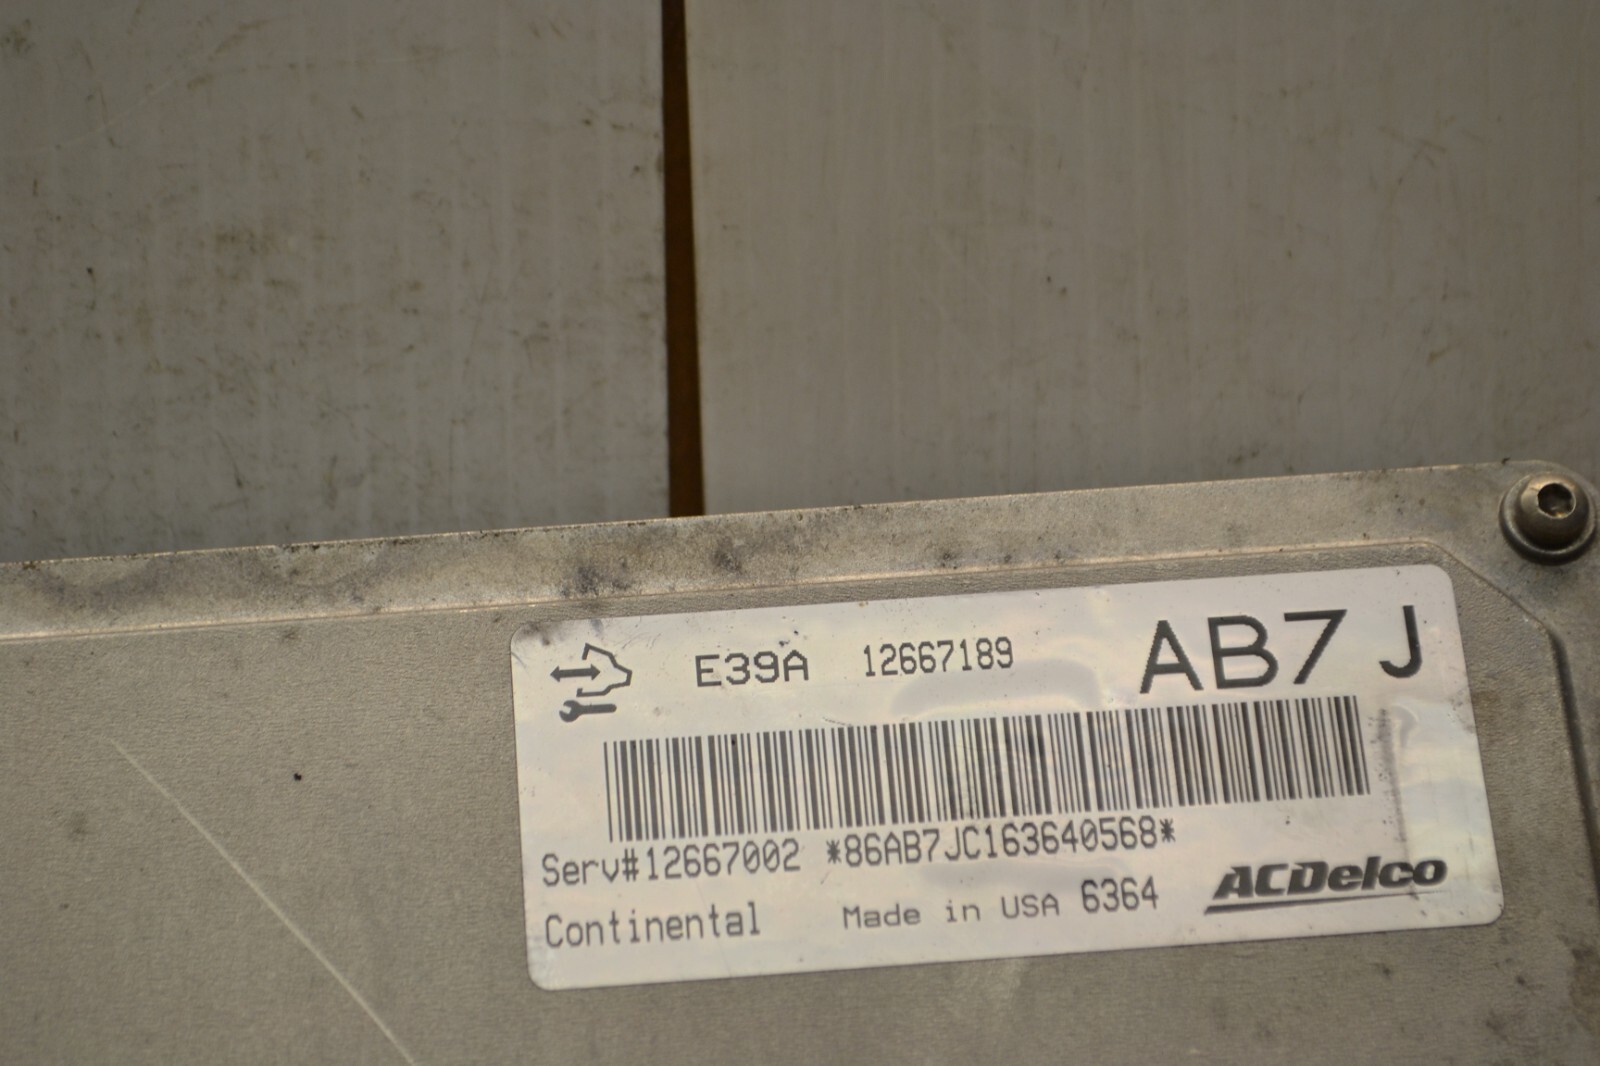 E39A 12667189 AB7 J
Serv#12667002 *86AB7JC163640568*
Continental Made in USA 6364 ACDelco